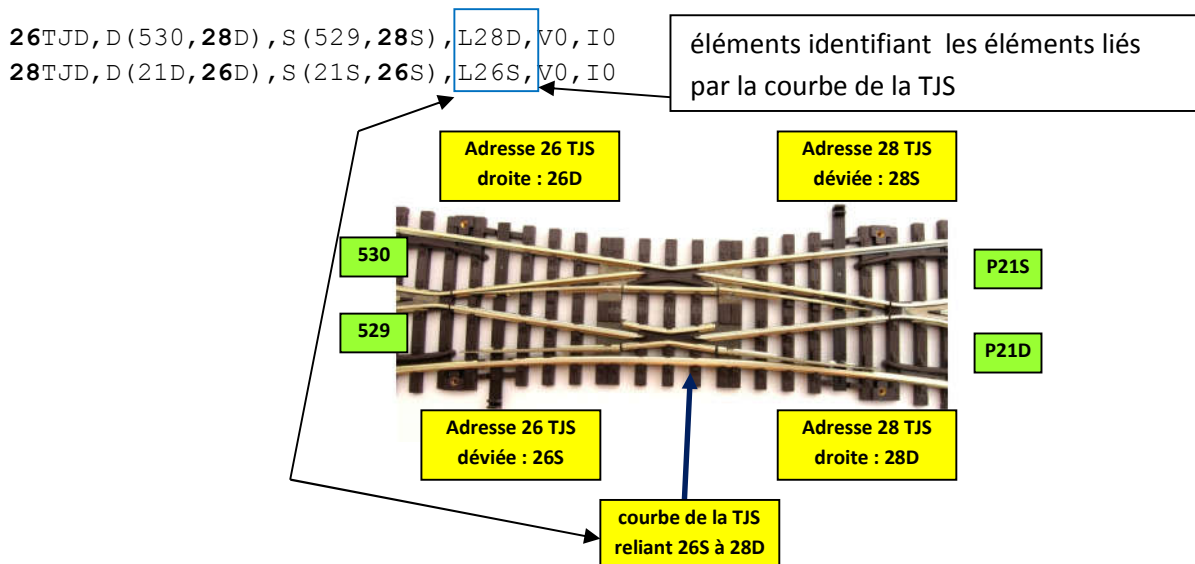 26TJD,D(530,28D),S(529,28S),L28D,V0,I0
28TJD,D(21D,26D),S(21S,26S),L26S,V0,I0
éléments identifiant les éléments liés
par la courbe de la TJS
Adresse 26 TJS
droite : 26D
Adresse 28 TJS
déviée : 28S
530
P21S
529
P21D
Adresse 26 TJS
déviée : 26S
Adresse 28 TJS
droite : 28D
courbe de la TJS
reliant 26S à 28D